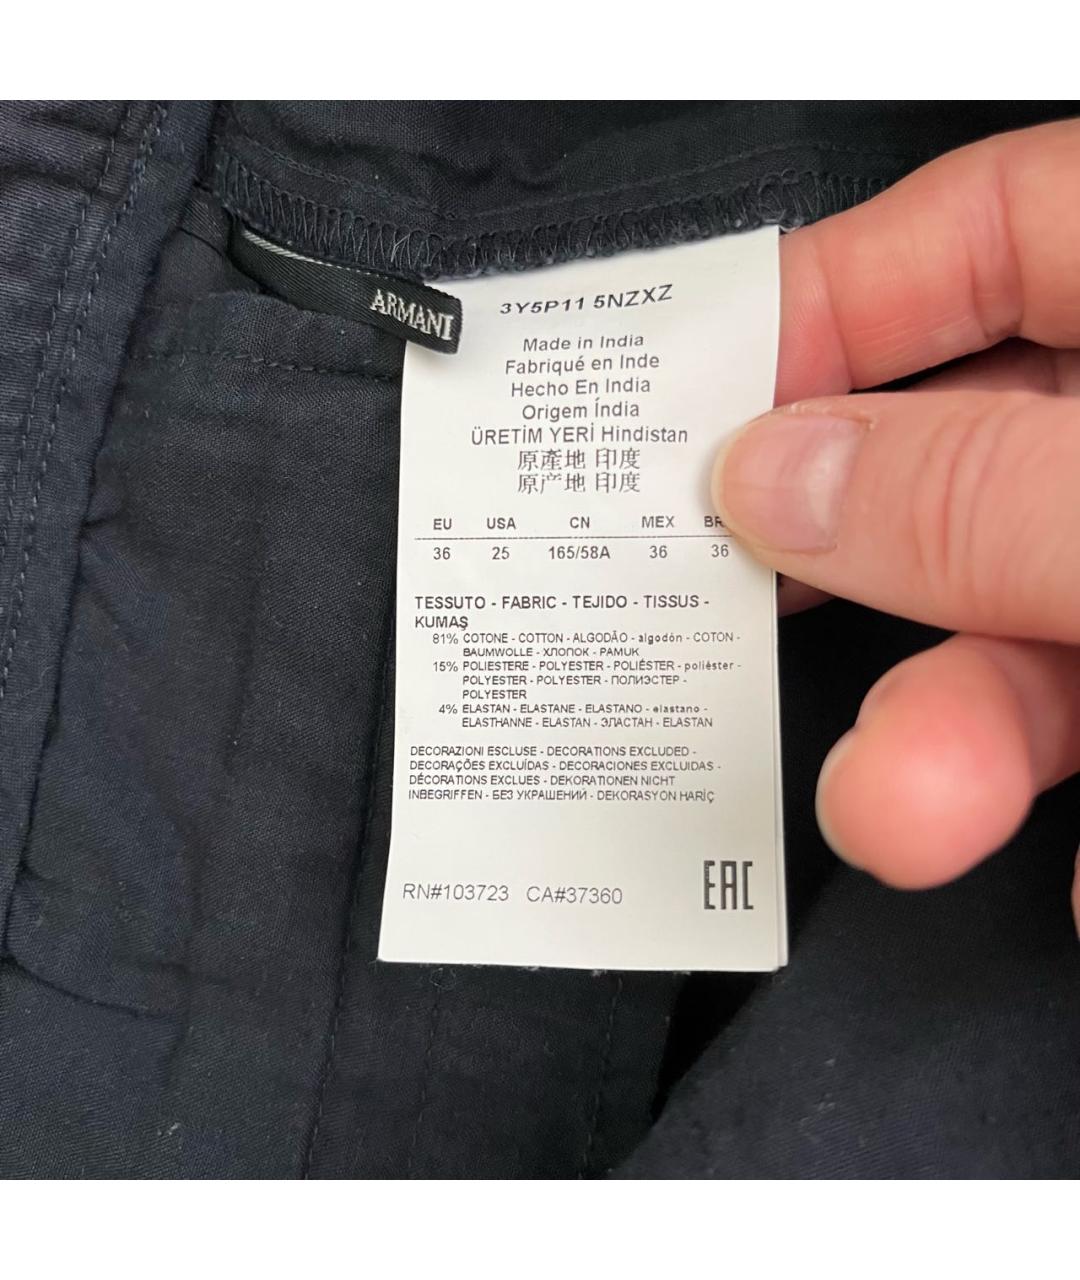 ARMANI
3Y5P11 5NZXZ
Made in India
Fabriqué en Inde
Hecho En India
Origem Índia
ÜRETİM YERİ Hindistan
原產地 印度
原产地 印度
EU USA CN MEX BR
36 25 165/58A 36 36
TESSUTO - FABRIC - TEJIDO - TISSUS -
KUMAŞ
81% COTONE - COTTON - ALGODÃO - algodón - COTON -
BAUMWOLLE - ХЛОПОК - PAMUK
15% POLIESTERE - POLYESTER - POLIÉSTER - poliéster -
POLYESTER - POLYESTER - ПОЛИЭСТЕР -
POLYESTER
4% ELASTAN - ELASTANE - ELASTANO - elastano -
ELASTHANNE - ELASTAN - ЭЛАСТАН - ELASTAN
DECORAZIONI ESCLUSE - DECORATIONS EXCLUDED -
DECORAÇÕES EXCLUÍDAS - DECORACIONES EXCLUIDAS -
DÉCORATIONS EXCLUES - DEKORATIONEN NICHT
INBEGRIFFEN - БЕЗ УКРАШЕНИЙ - DEKORASYON HARİÇ
RN#103723 CA#37360
EAC